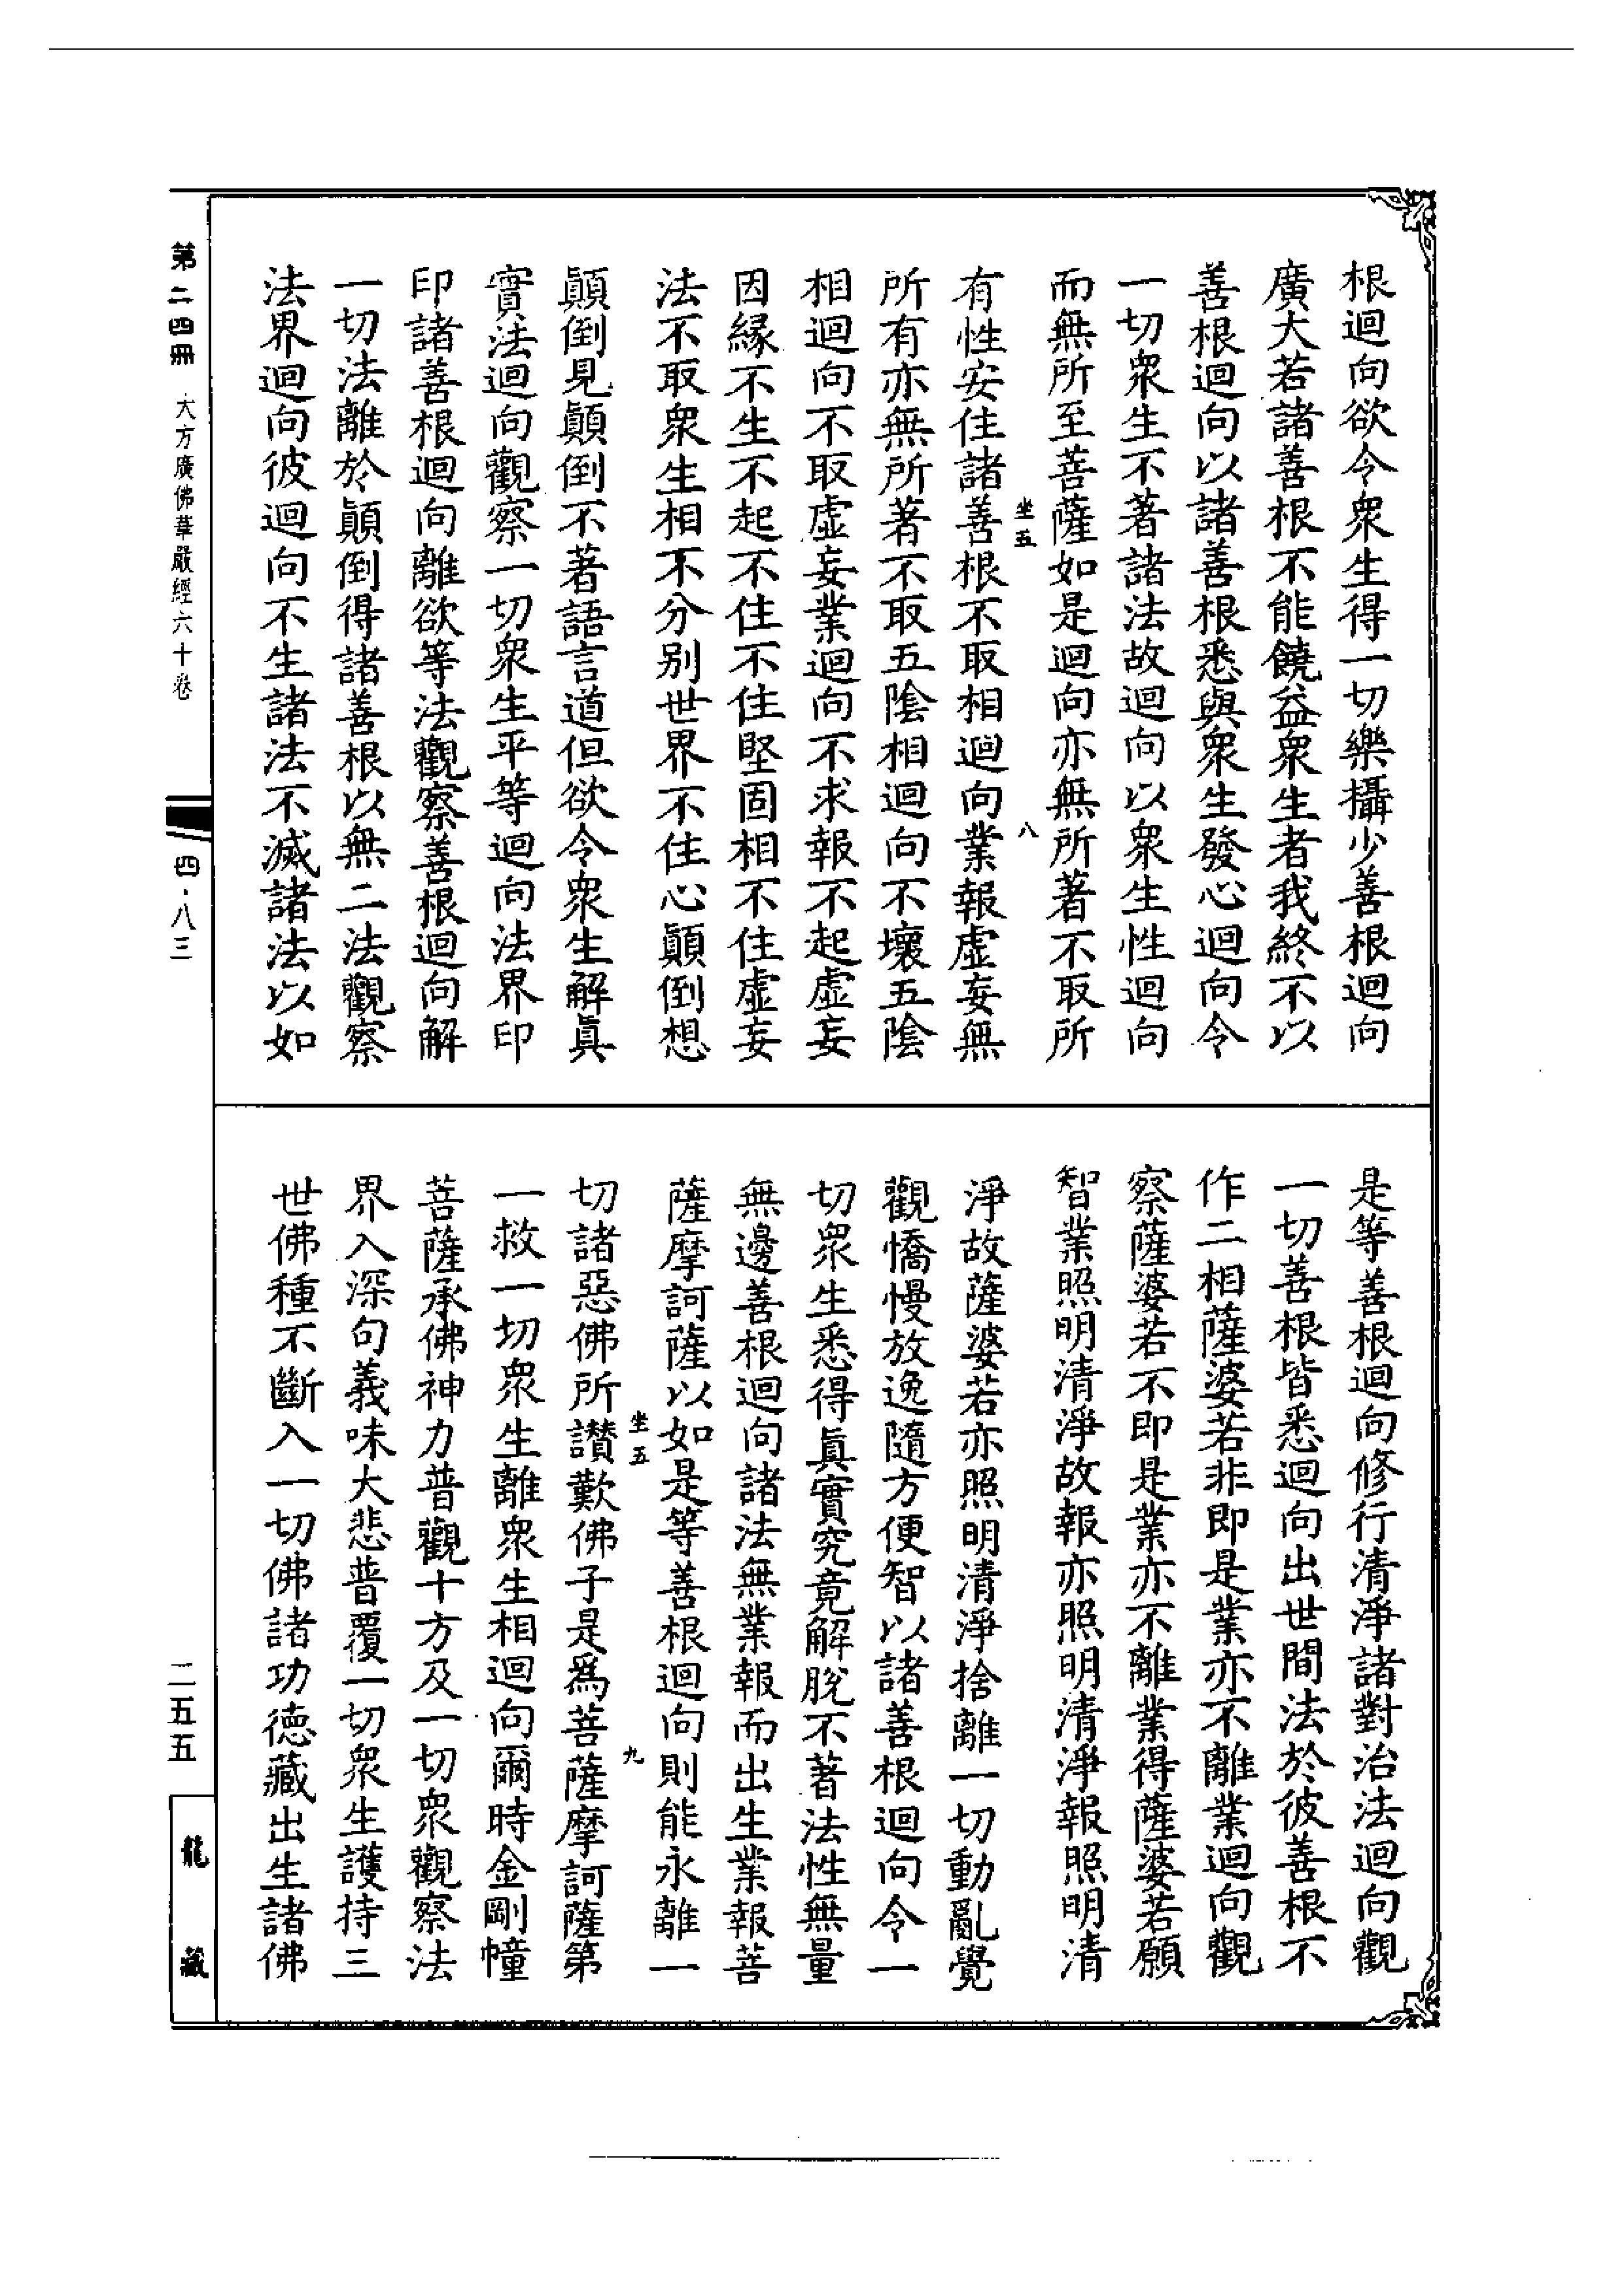 根迴向欲令衆生得一切樂攝少善根迴向
廣大若諸善根不能饒益衆生者我終不以
善根迴向以諸善根悉與衆生發心迴向令
一切衆生不著諸法故迴向以衆生性迴向
而無所至菩薩如是迴向亦無所著不取所
坐五
八
有性安住諸善根不取相迴向業報虚妄無
所有亦無所著不取五陰相迴向不壞五陰
相迴向不取虚妄業迴向不求報不起虚妄
因緣不生不起不住不住堅固相不住虚妄
法不取衆生相不分别世界不住心顛倒想
顛倒見顛倒不著語言道但欲令衆生解真
實法迴向觀察一切衆生平等迴向法界印
印諸善根迴向離欲等法觀察善根迴向解
一切法離於顛倒得諸善根以無二法觀察
法界迴向彼迴向不生諸法不滅諸法以如
是等善根迴向修行清淨諸對治法迴向觀
一切善根皆悉迴向出世間法於彼善根不
作二相薩婆若非即是業亦不離業迴向觀
察薩婆若不即是業亦不離業得薩婆若願
智業照明清淨故報亦照明清淨報照明清
淨故薩婆若亦照明清淨捨離一切動亂覺
觀憍慢放逸隨方便智以諸善根迴向令一
切衆生悉得真實究竟解脫不著法性無量
無邊善根迴向諸法無業報而出生業報菩
薩摩訶薩以如是等善根迴向則能永離一
坐五
九
切諸惡佛所讃歎佛子是爲菩薩摩訶薩第
一救一切衆生離衆生相迴向爾時金剛幢
菩薩承佛神力普觀十方及一切衆觀察法
界入深句義味大悲普覆一切衆生護持三
世佛種不斷入一切佛諸功德藏出生諸佛
第二四冊
大方廣佛華嚴經六十卷
四·八三
二五五
龍藏